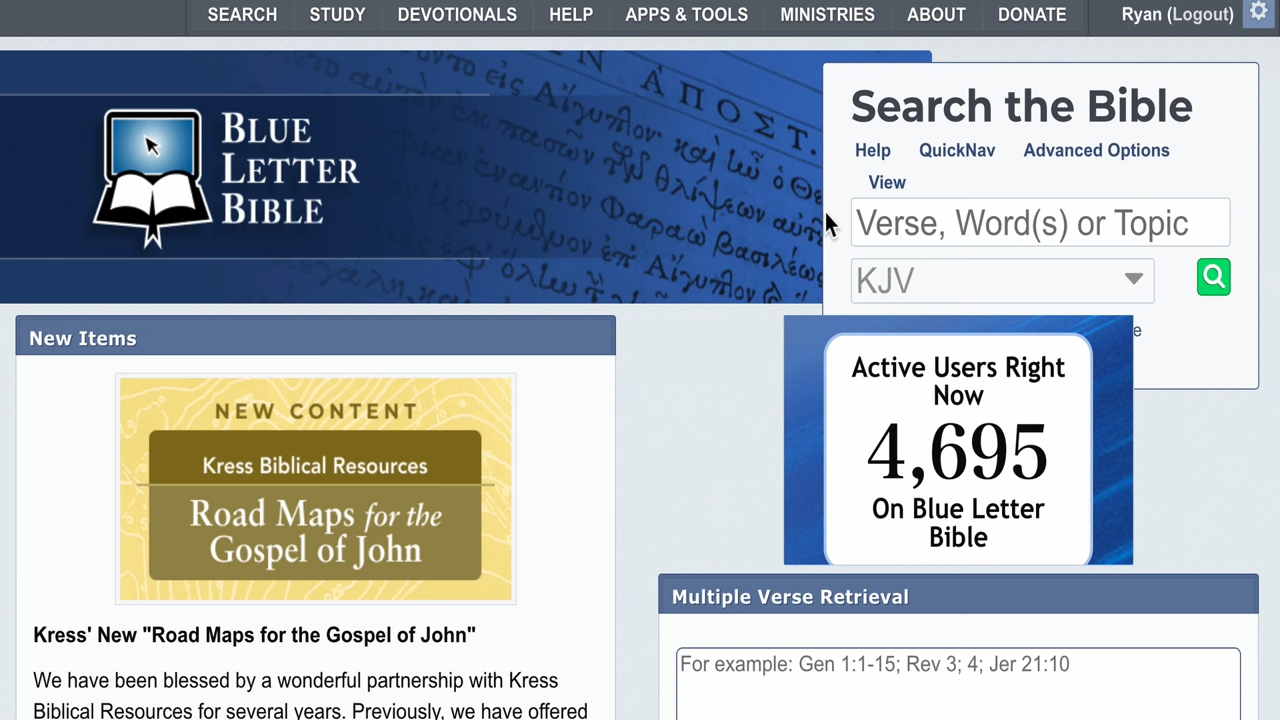 SEARCH STUDY DEVOTIONALS HELP APPS & TOOLS MINISTRIES ABOUT DONATE Ryan (Logout)
BLUE
LETTER
BIBLE
ΑΠΟΣΤ.
Search the Bible
Help QuickNav Advanced Options
View
Verse, Word(s) or Topic
KJV
New Items
NEW CONTENT
Kress Biblical Resources
Road Maps for the
Gospel of John
Kress' New "Road Maps for the Gospel of John"
We have been blessed by a wonderful partnership with Kress
Biblical Resources for several years. Previously, we have offered
Active Users Right
Now
4,695
On Blue Letter
Bible
Multiple Verse Retrieval
For example: Gen 1:1-15; Rev 3; 4; Jer 21:10